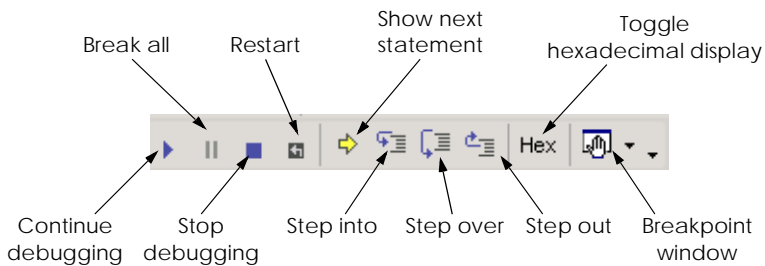 Break all
Restart
Show next
statement
Toggle
hexadecimal display
Hex
Continue
debugging
Stop
debugging
Step into
Step over
Step out
Breakpoint
window